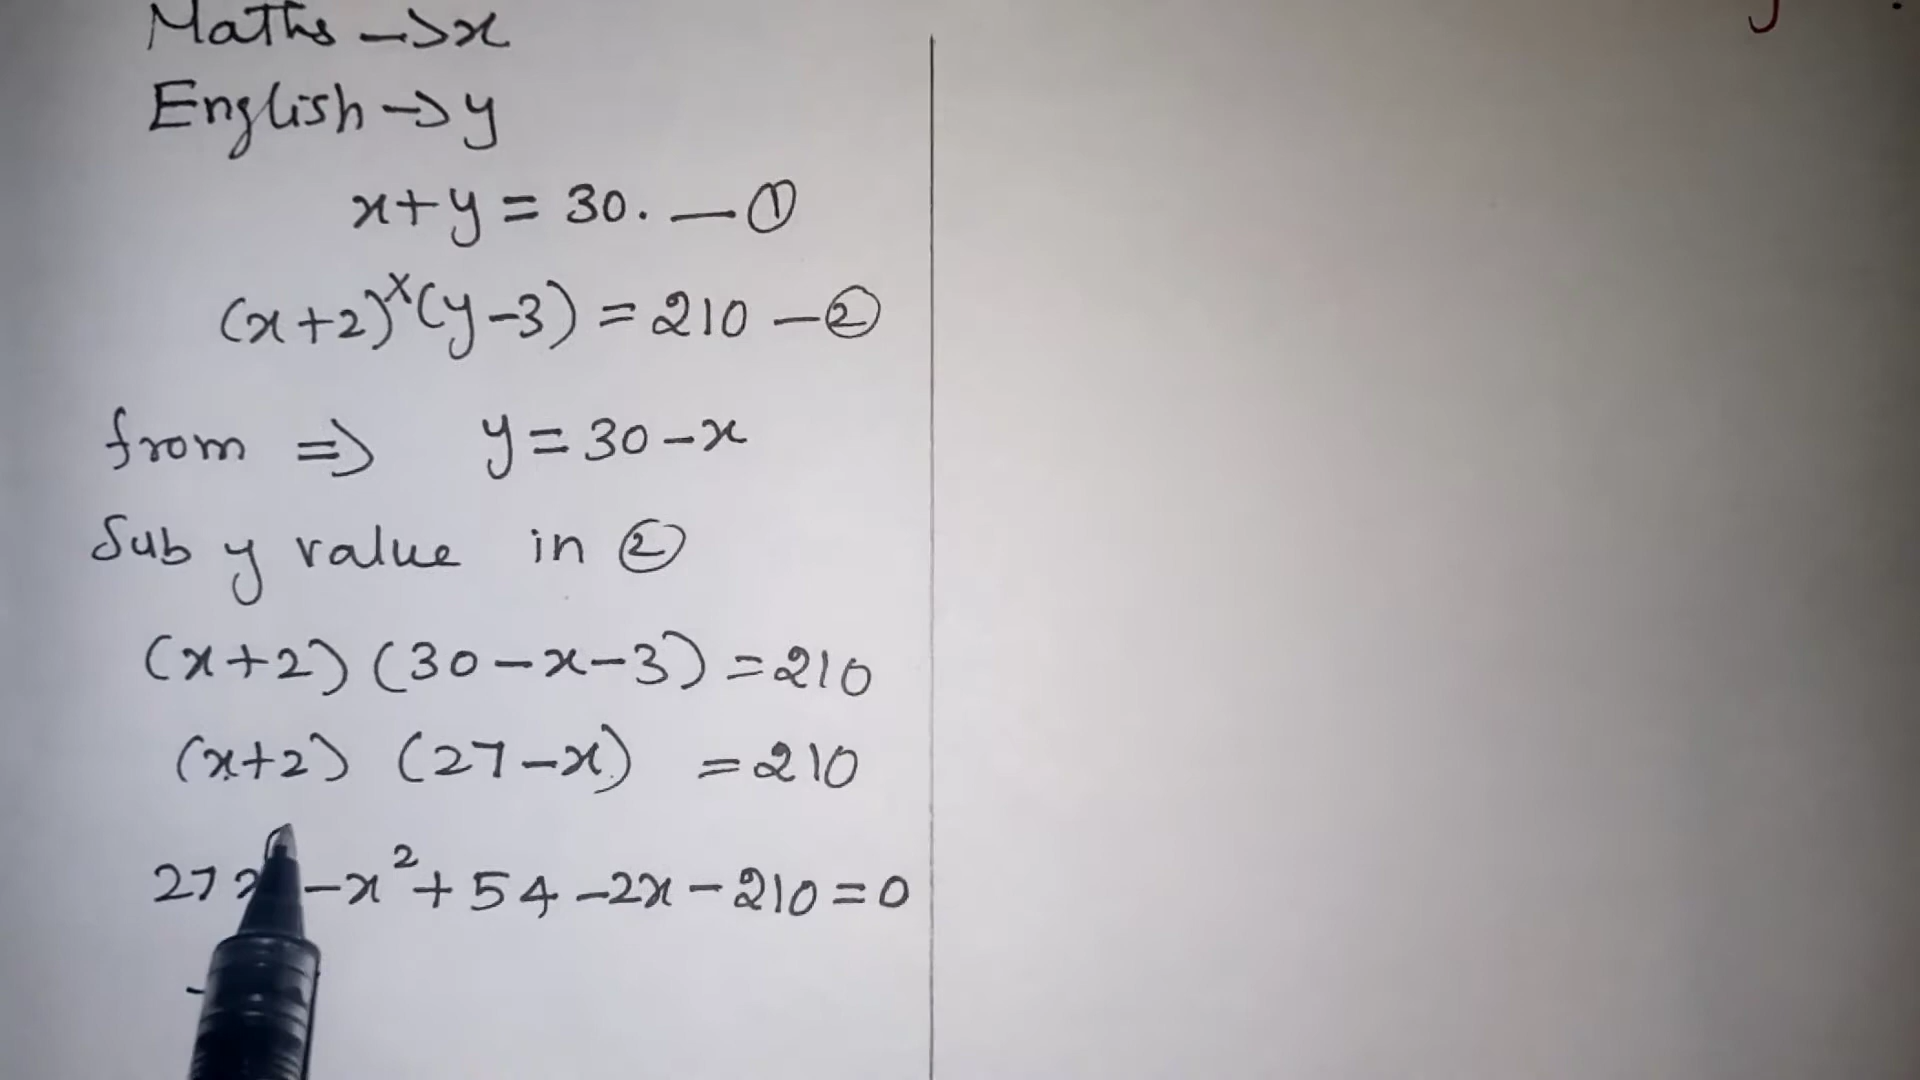 Maths → x
English → y
x + y = 30. — ①
(x+2)×(y-3) = 210 — ②
from ⇒ y = 30 - x
Sub y value in ②
(x+2) (30-x-3) = 210
(x+2) (27-x) = 210
27x - x² + 54 - 2x - 210 = 0
-